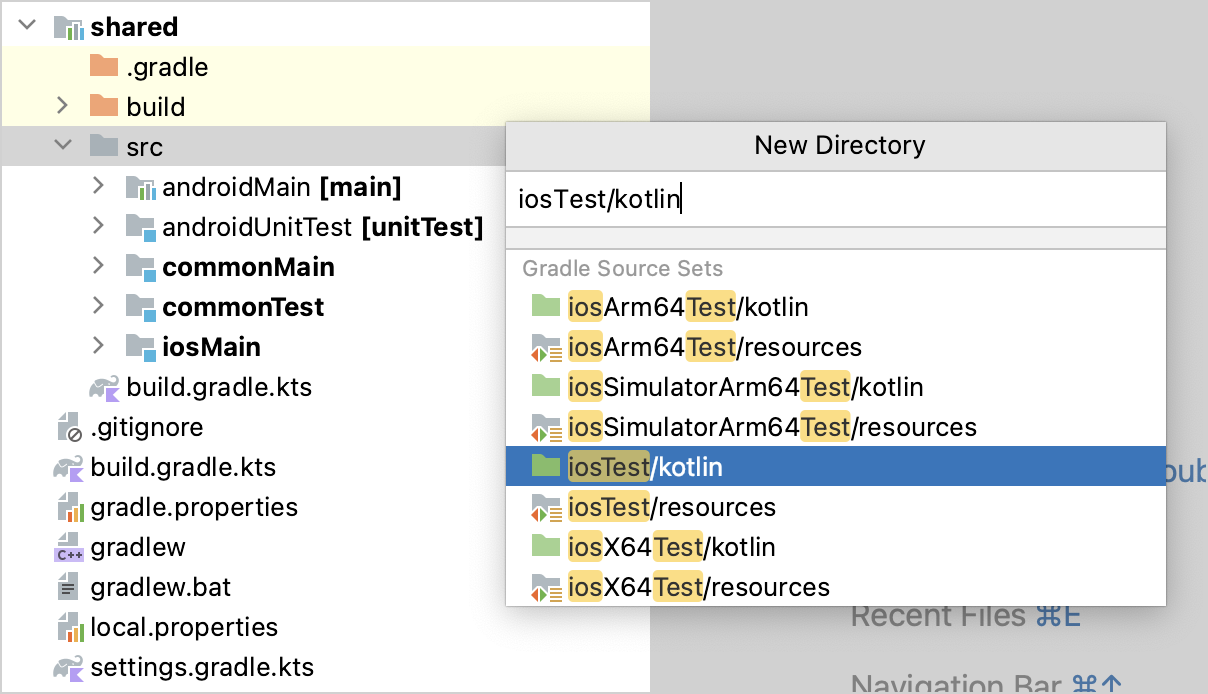 shared
.gradle
build
src
androidMain [main]
androidUnitTest [unitTest]
commonMain
commonTest
iosMain
build.gradle.kts
.gitignore
build.gradle.kts
gradle.properties
C++ gradlew
gradlew.bat
local.properties
settings.gradle.kts
New Directory
iosTest/kotlin
Gradle Source Sets
iosArm64Test/kotlin
iosArm64Test/resources
iosSimulatorArm64Test/kotlin
iosSimulatorArm64Test/resources
iosTest/kotlin
iosTest/resources
iosX64Test/kotlin
iosX64Test/resources
Recent Files ⌘E
Navigation Bar ⌘↑